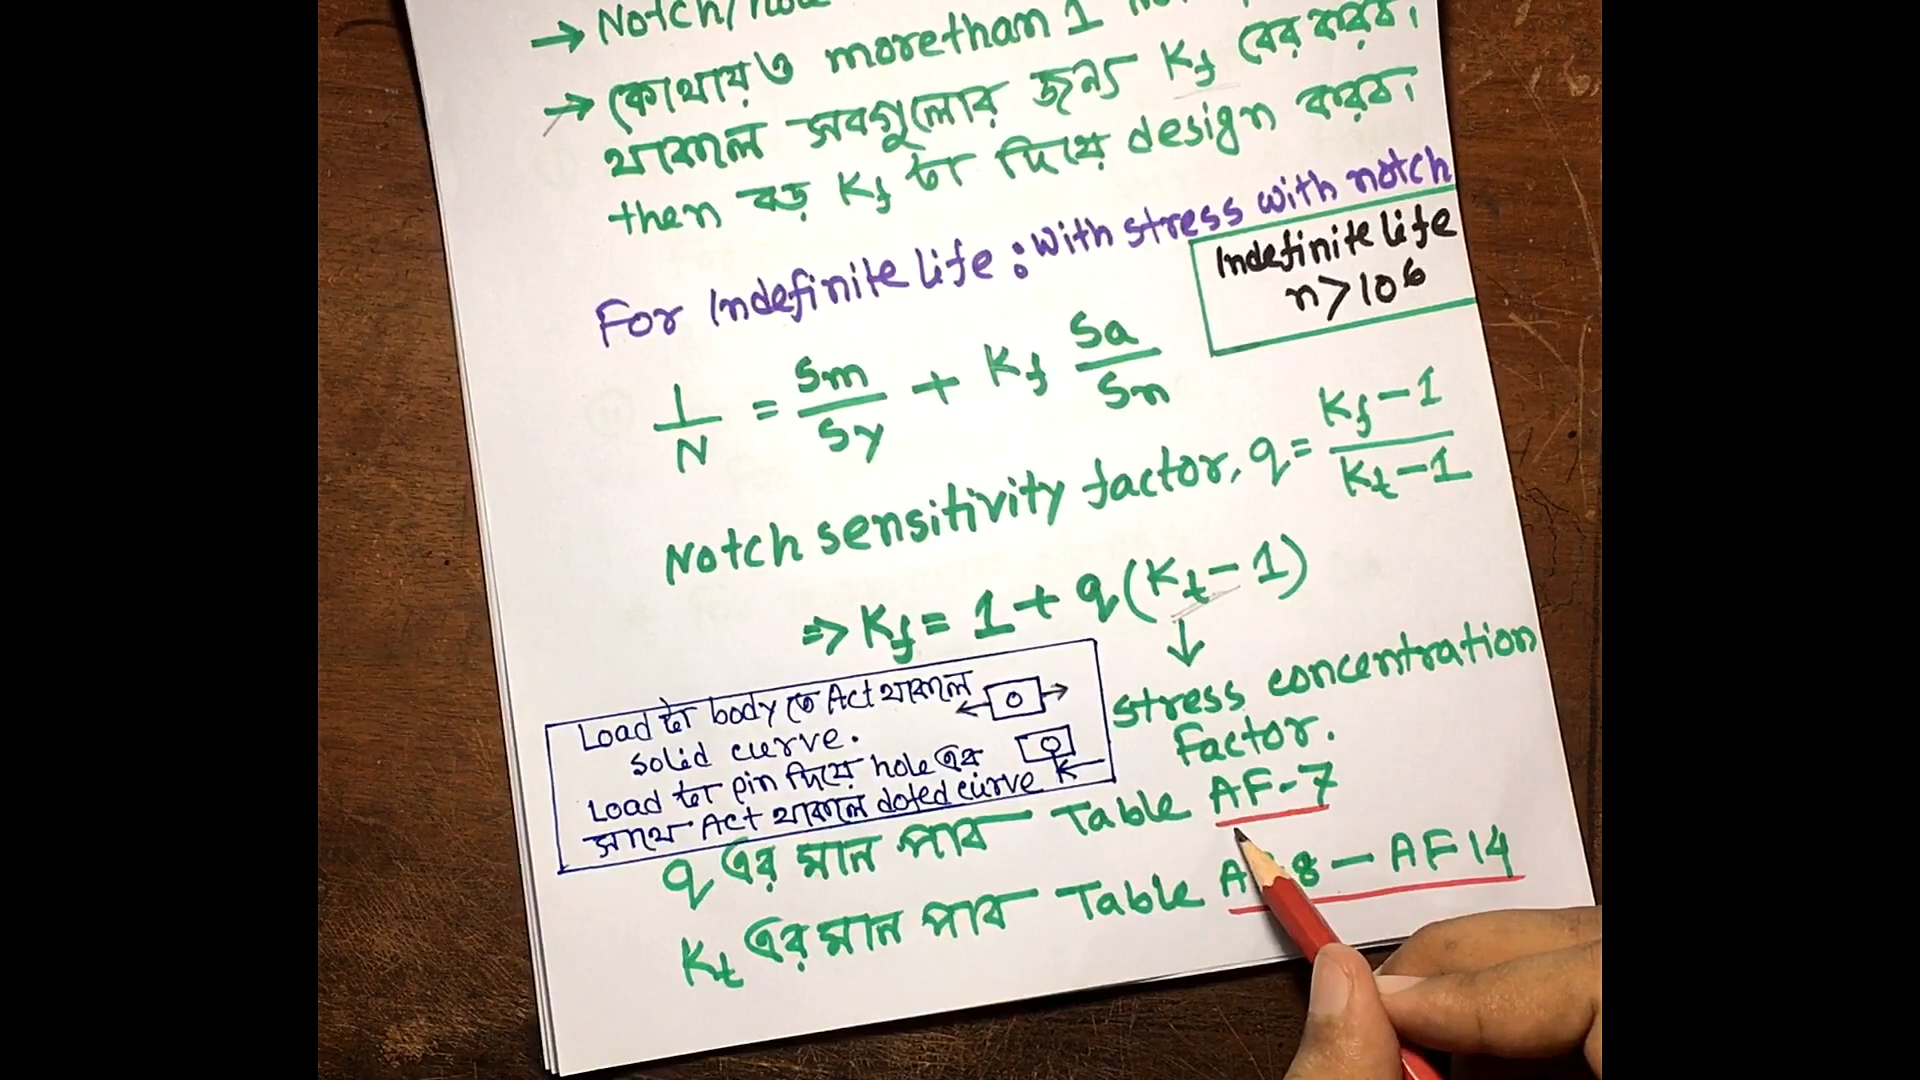 → Notch/
→ কোথায়ও morethan 1
থাকলে সবগুলোর জন্য Kf বের করব।
then বড় Kf টা দিয়ে design করব।
For Indefinite life : with stress with notch
Indefinite life
n > 10⁶
1/N = Sm/Sy + Kf Sa/Sn
Notch sensitivity factor, q = Kf-1/Kt-1
⇒ Kf = 1 + q(Kt - 1)
↓
stress concentration
factor.
Load টা body তে Act থাকলে
solid curve.
Load টা pin দিয়ে hole এর
সাথে Act থাকলে doted curve
q এর মান পাব — Table AF-7
Kt এর মান পাব — Table 8 — AF 14